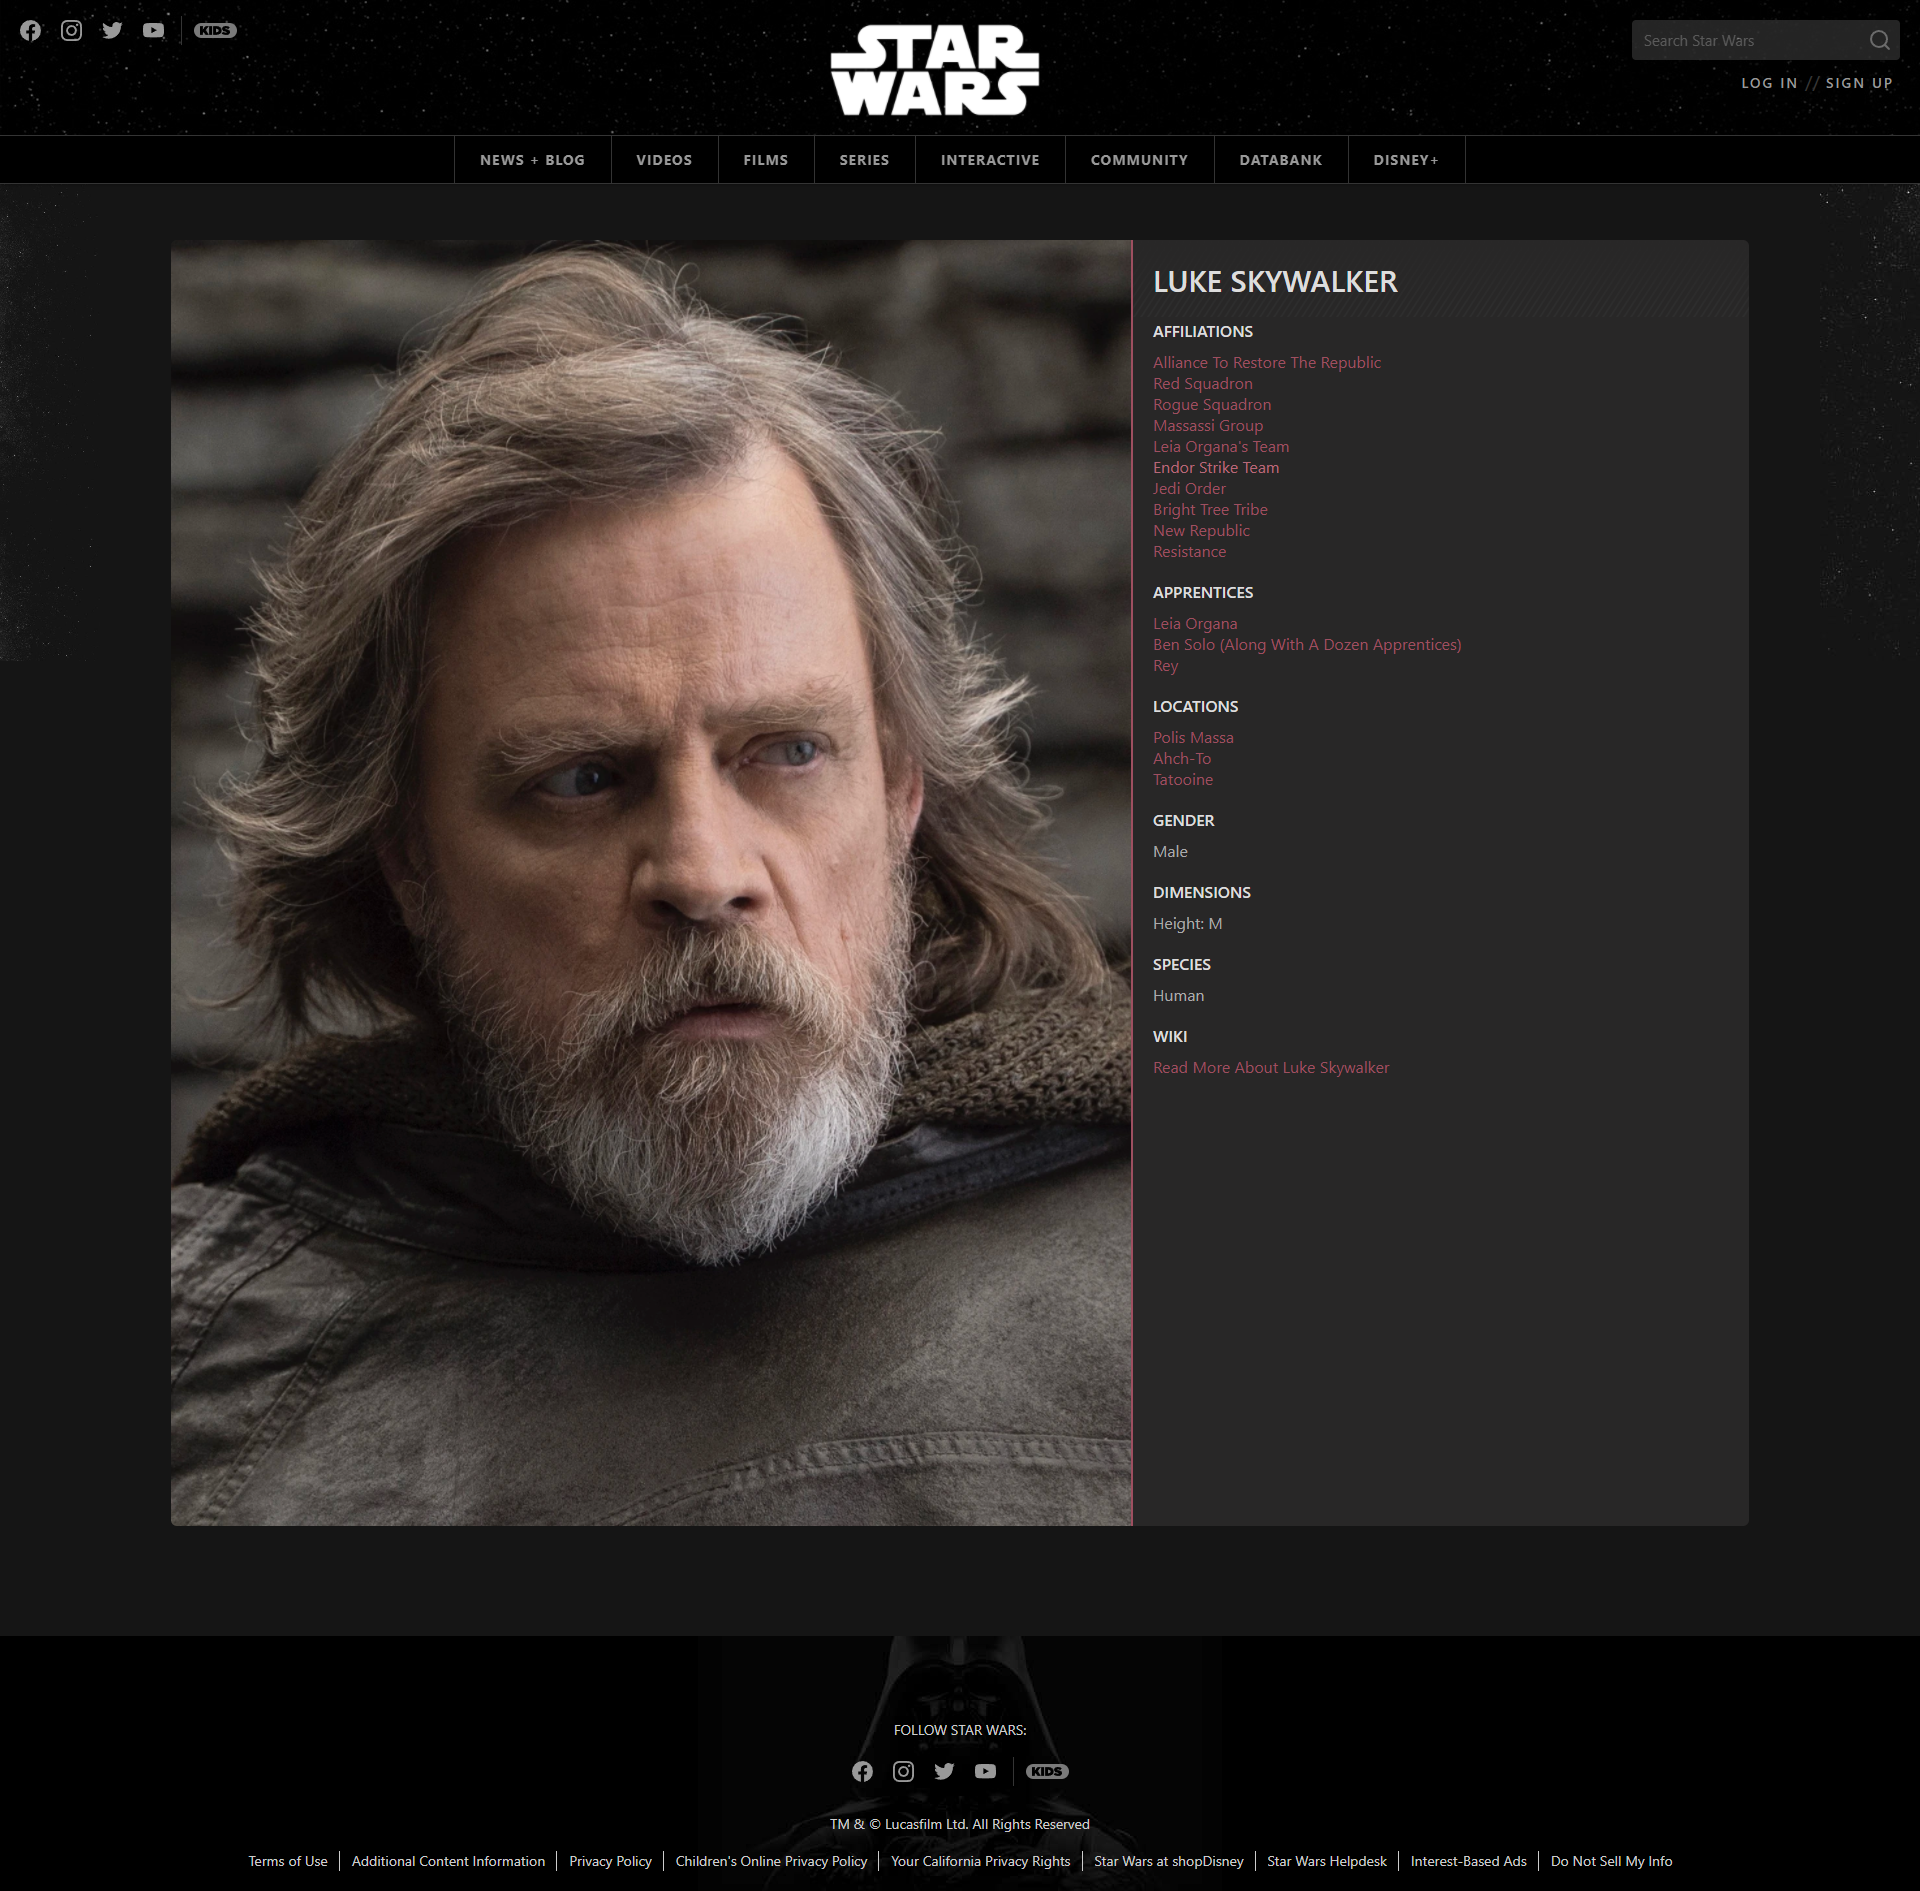 KIDS
STAR
WARS
Search Star Wars
LOG IN // SIGN UP
NEWS + BLOG
VIDEOS
FILMS
SERIES
INTERACTIVE
COMMUNITY
DATABANK
DISNEY+
LUKE SKYWALKER
AFFILIATIONS
Alliance To Restore The Republic
Red Squadron
Rogue Squadron
Massassi Group
Leia Organa's Team
Endor Strike Team
Jedi Order
Bright Tree Tribe
New Republic
Resistance
APPRENTICES
Leia Organa
Ben Solo (Along With A Dozen Apprentices)
Rey
LOCATIONS
Polis Massa
Ahch-To
Tatooine
GENDER
Male
DIMENSIONS
Height: M
SPECIES
Human
WIKI
Read More About Luke Skywalker
FOLLOW STAR WARS:
KIDS
TM & © Lucasfilm Ltd. All Rights Reserved
Terms of Use
Additional Content Information
Privacy Policy
Children's Online Privacy Policy
Your California Privacy Rights
Star Wars at shopDisney
Star Wars Helpdesk
Interest-Based Ads
Do Not Sell My Info